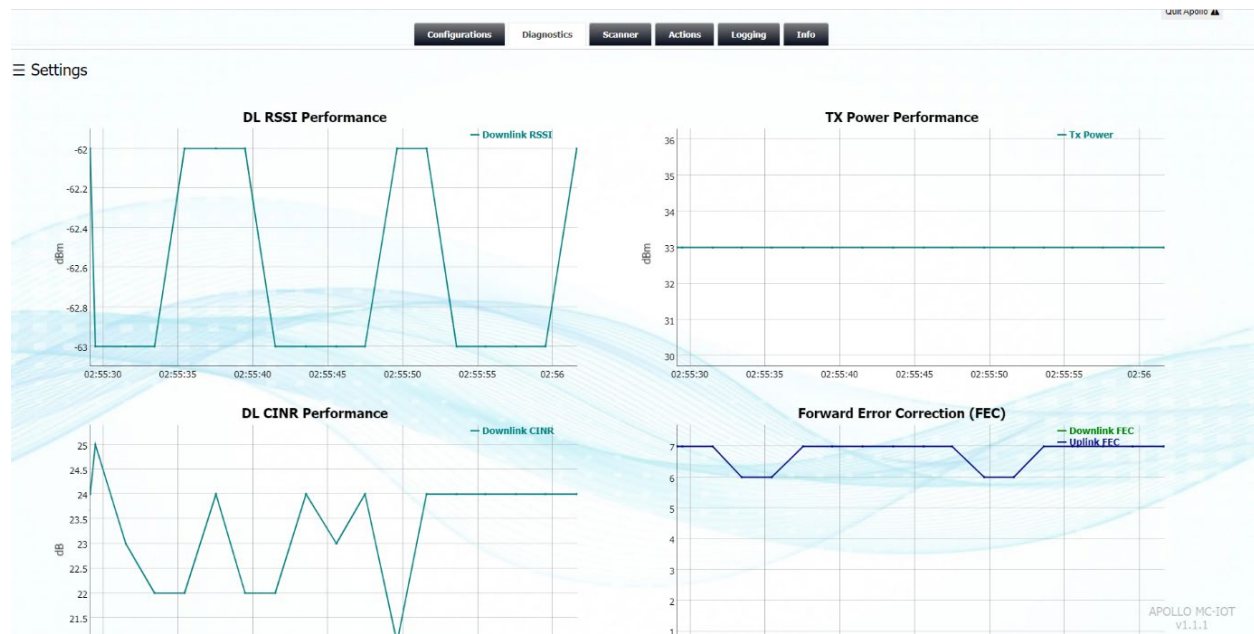 Quit Apollo
Configurations Diagnostics Scanner Actions Logging Info
☰ Settings
DL RSSI Performance
Downlink RSSI
-62
-62.2
-62.4
-62.6
-62.8
-63
dBm
02:55:30 02:55:35 02:55:40 02:55:45 02:55:50 02:55:55 02:56
TX Power Performance
Tx Power
36
35
34
33
32
31
30
dBm
02:55:30 02:55:35 02:55:40 02:55:45 02:55:50 02:55:55 02:56
DL CINR Performance
Downlink CINR
25
24.5
24
23.5
23
22.5
22
21.5
dB
Forward Error Correction (FEC)
Downlink FEC
Uplink FEC
7
6
5
4
3
2
1
APOLLO MC-IOT
v1.1.1